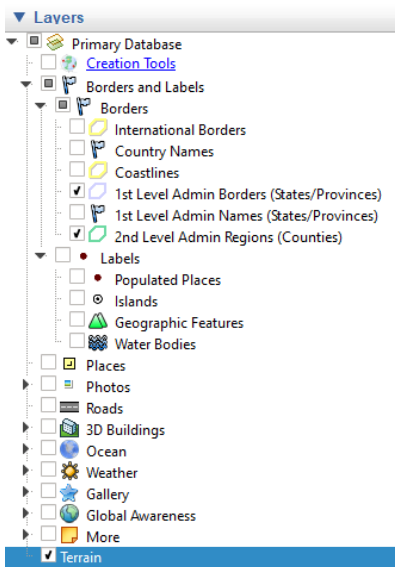 Layers
Primary Database
Creation Tools
Borders and Labels
Borders
International Borders
Country Names
Coastlines
1st Level Admin Borders (States/Provinces)
1st Level Admin Names (States/Provinces)
2nd Level Admin Regions (Counties)
Labels
Populated Places
Islands
Geographic Features
Water Bodies
Places
Photos
Roads
3D Buildings
Ocean
Weather
Gallery
Global Awareness
More
Terrain